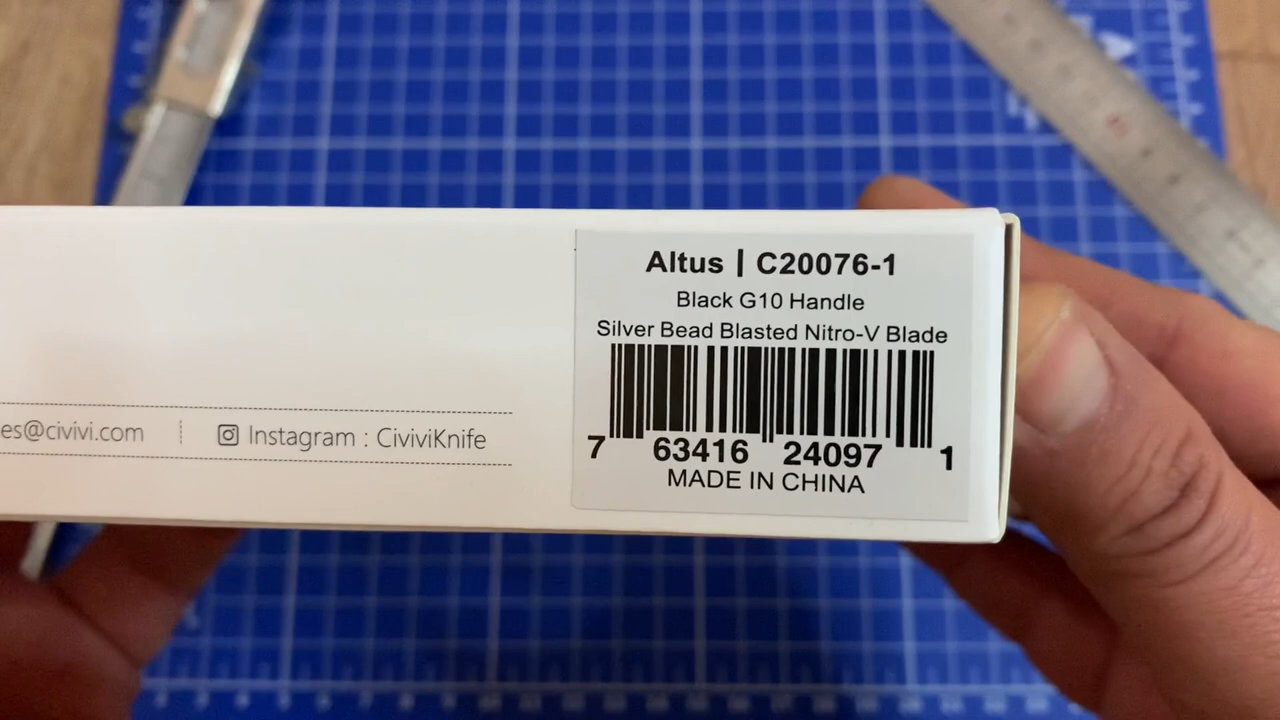 Altus | C20076-1
Black G10 Handle
Silver Bead Blasted Nitro-V Blade
7 63416 24097 1
MADE IN CHINA
es@civivi.com
Instagram : CiviviKnife